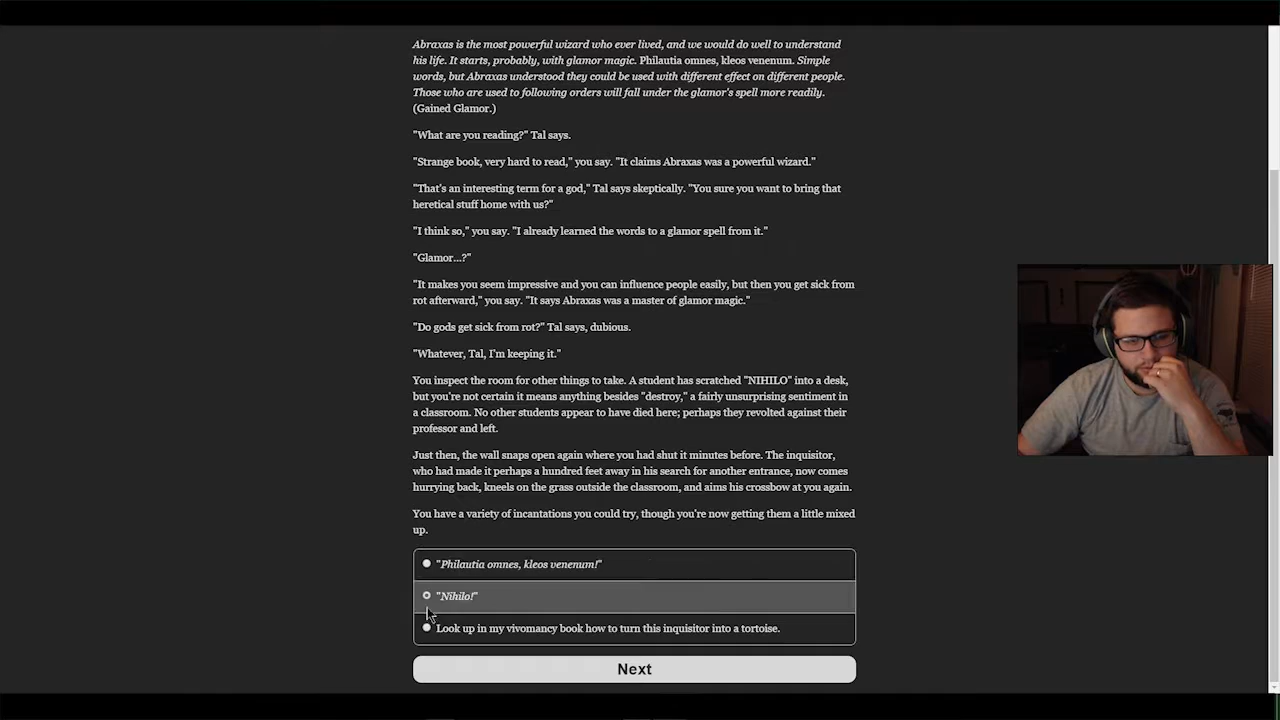 Abraxas is the most powerful wizard who ever lived, and we would do well to understand
his life. It starts, probably, with glamor magic. Philautia omnes, kleos venenum. Simple
words, but Abraxas understood they could be used with different effect on different people.
Those who are used to following orders will fall under the glamor's spell more readily.
(Gained Glamor.)
"What are you reading?" Tal says.
"Strange book, very hard to read," you say. "It claims Abraxas was a powerful wizard."
"That's an interesting term for a god," Tal says skeptically. "You sure you want to bring that
heretical stuff home with us?"
"I think so," you say. "I already learned the words to a glamor spell from it."
"Glamor...?"
"It makes you seem impressive and you can influence people easily, but then you get sick from
rot afterward," you say. "It says Abraxas was a master of glamor magic."
"Do gods get sick from rot?" Tal says, dubious.
"Whatever, Tal, I'm keeping it."
You inspect the room for other things to take. A student has scratched "NIHILO" into a desk,
but you're not certain it means anything besides "destroy," a fairly unsurprising sentiment in
a classroom. No other students appear to have died here; perhaps they revolted against their
professor and left.
Just then, the wall snaps open again where you had shut it minutes before. The inquisitor,
who had made it perhaps a hundred feet away in his search for another entrance, now comes
hurrying back, kneels on the grass outside the classroom, and aims his crossbow at you again.
You have a variety of incantations you could try, though you're now getting them a little mixed
up.
"Philautia omnes, kleos venenum!"
"Nihilo!"
Look up in my vivomancy book how to turn this inquisitor into a tortoise.
Next